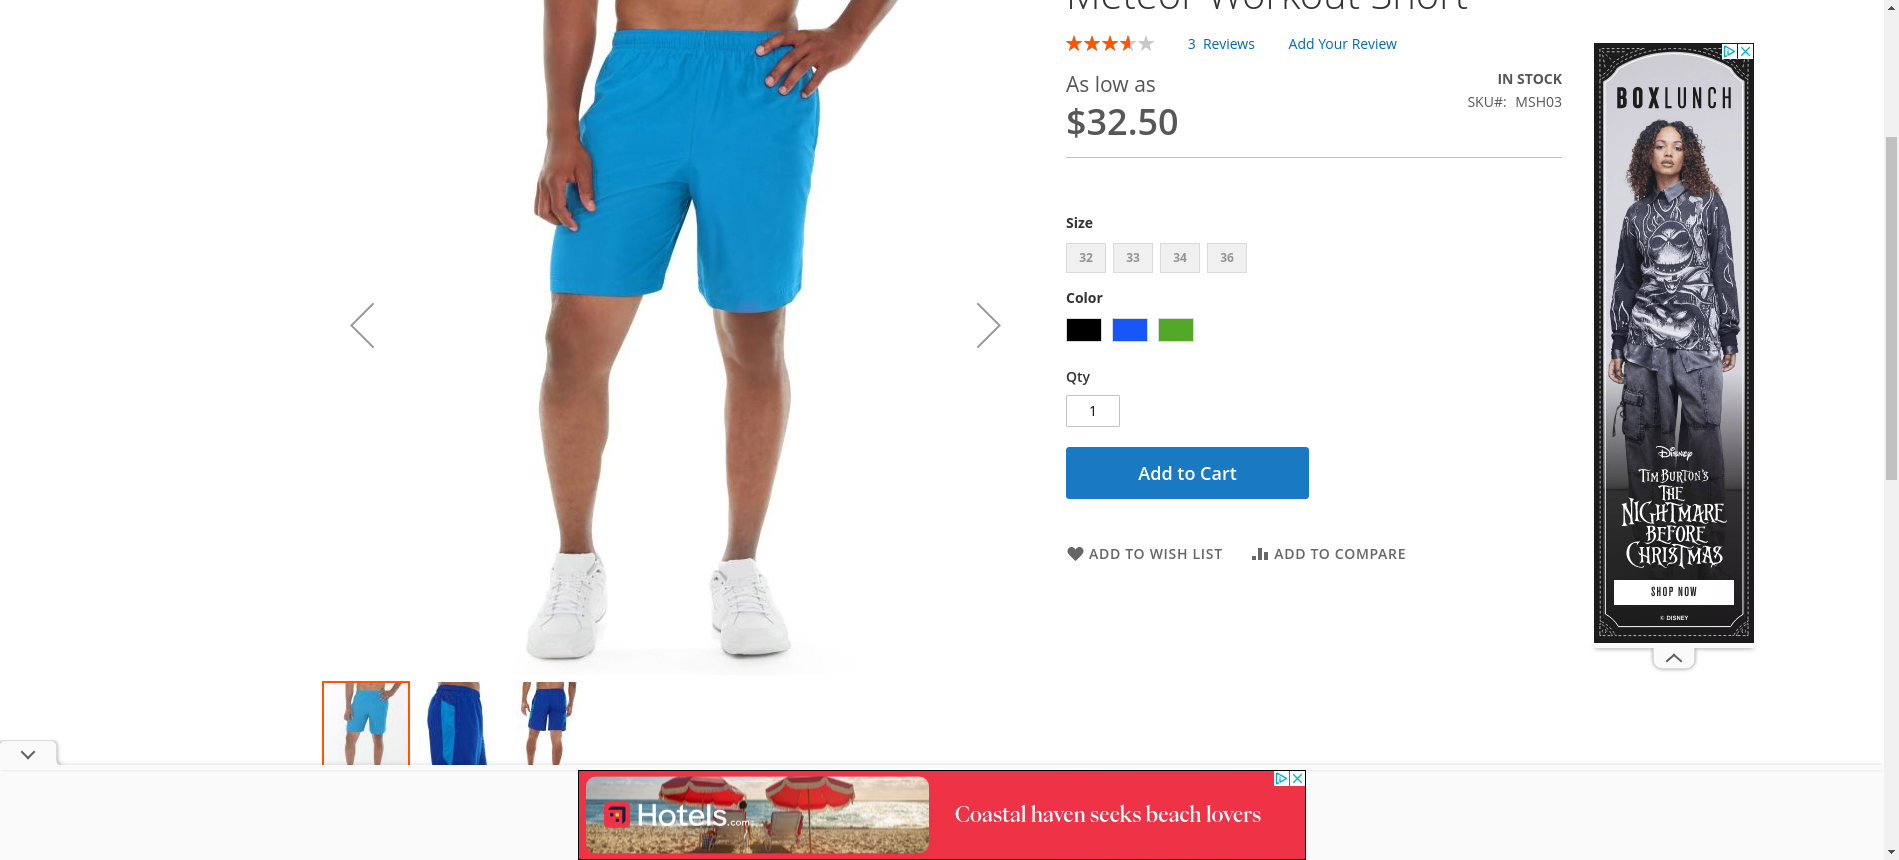 Meteor Workout Short
3 Reviews
Add Your Review
As low as
$32.50
IN STOCK
SKU#: MSH03
Size
32
33
34
36
Color
Qty
1
Add to Cart
ADD TO WISH LIST
ADD TO COMPARE
BOXLUNCH
Disney
TIM BURTON'S
THE
NIGHTMARE
BEFORE
CHRISTMAS
SHOP NOW
© DISNEY
Hotels.com
Coastal haven seeks beach lovers